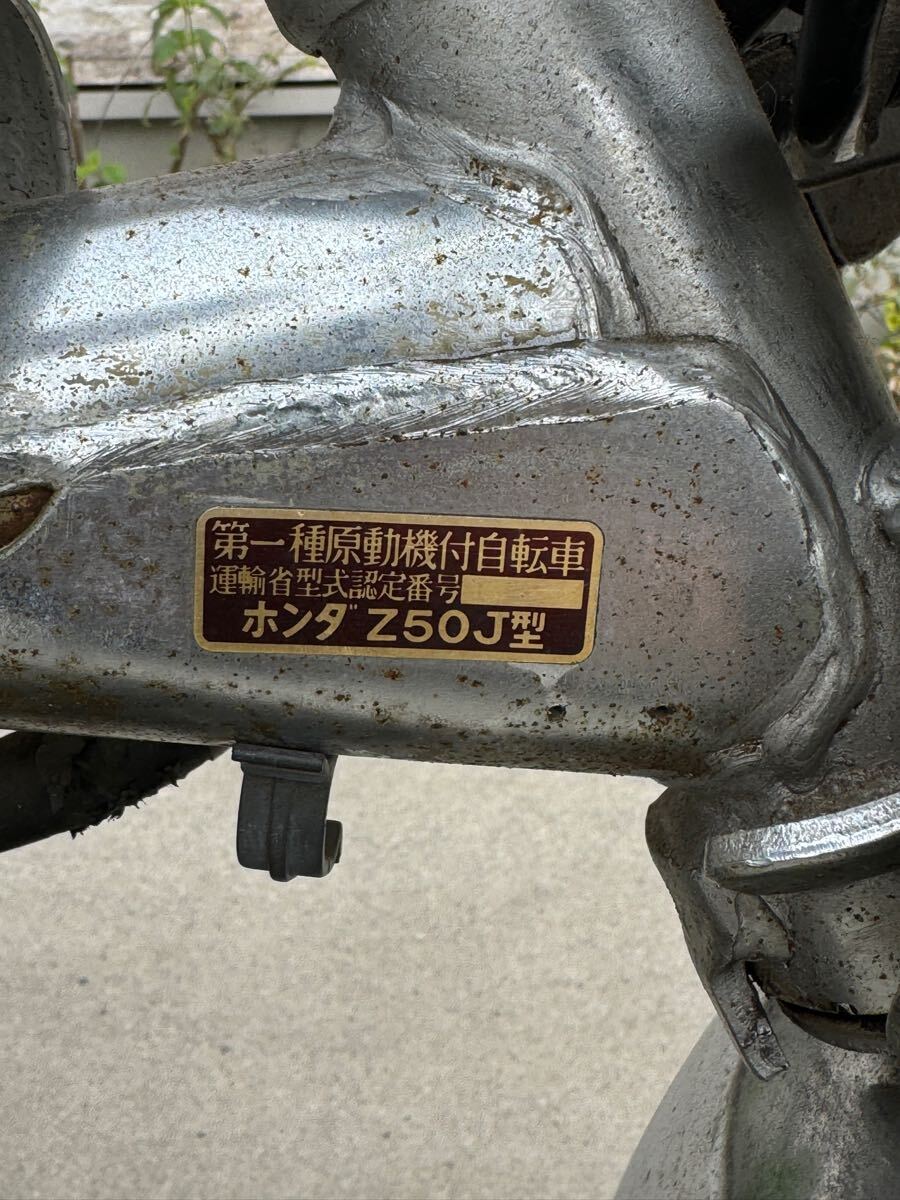 第一種原動機付自転車
運輸省型式認定番号
ホンダ Z50J型